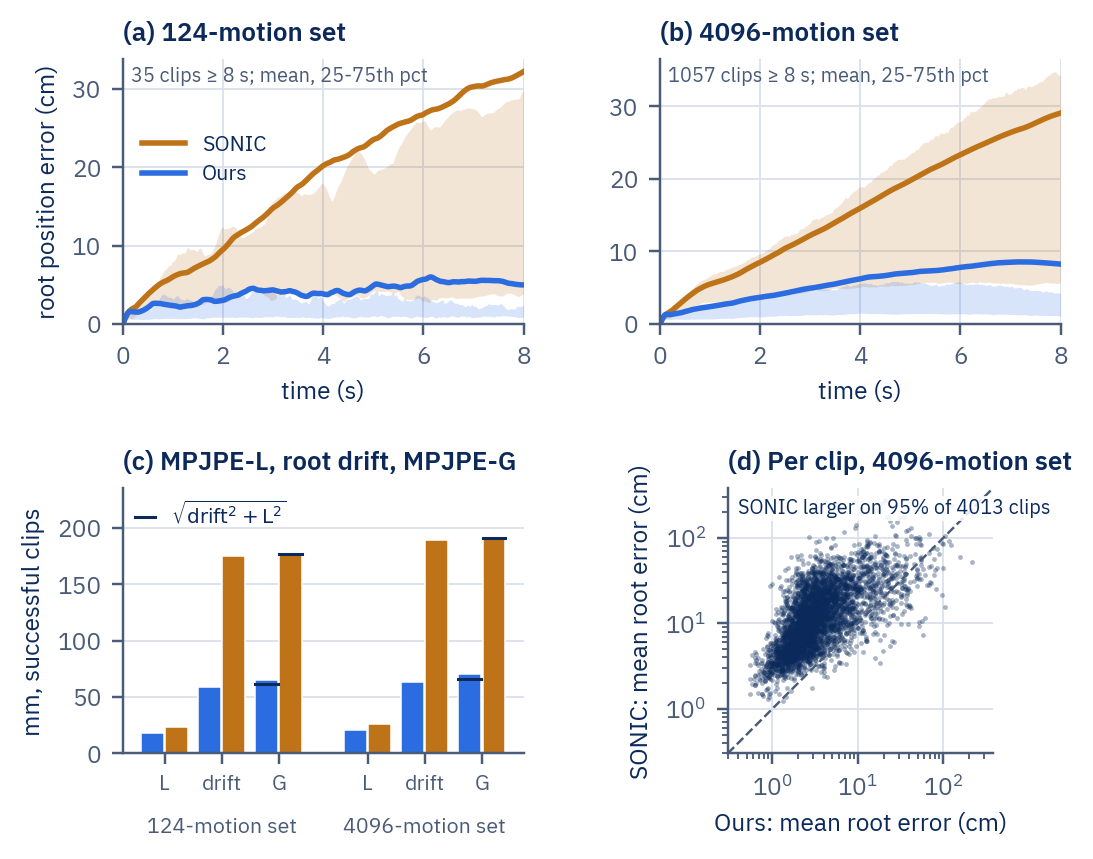 (a) 124-motion set
35 clips ≥ 8 s; mean, 25-75th pct
SONIC
Ours
root position error (cm)
30
20
10
0
0 2 4 6 8
time (s)
(b) 4096-motion set
1057 clips ≥ 8 s; mean, 25-75th pct
30
20
10
0
0 2 4 6 8
time (s)
(c) MPJPE-L, root drift, MPJPE-G
√drift² + L²
mm, successful clips
200
150
100
50
0
L drift G L drift G
124-motion set 4096-motion set
(d) Per clip, 4096-motion set
SONIC larger on 95% of 4013 clips
SONIC: mean root error (cm)
10²
10¹
10⁰
10⁰ 10¹ 10²
Ours: mean root error (cm)